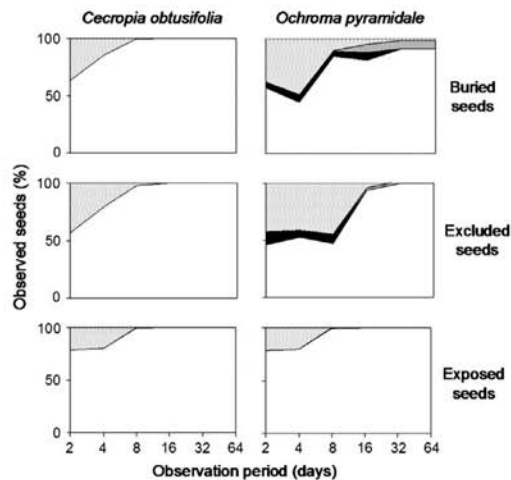 Cecropia obtusifolia
Ochroma pyramidale
100
50
0
Buried
seeds
100
50
0
Excluded
seeds
100
50
0
Exposed
seeds
Observed seeds (%)
2 4 8 16 32 64
2 4 8 16 32 64
Observation period (days)